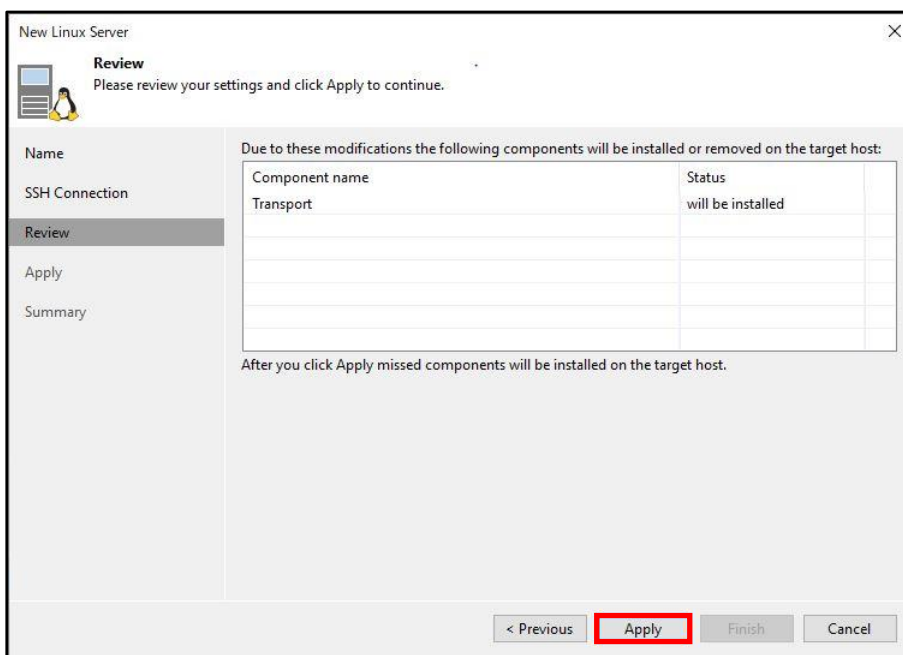 New Linux Server
Review
Please review your settings and click Apply to continue.
Name
SSH Connection
Review
Apply
Summary
Due to these modifications the following components will be installed or removed on the target host:
Component name Status
Transport will be installed
After you click Apply missed components will be installed on the target host.
< Previous Apply Finish Cancel